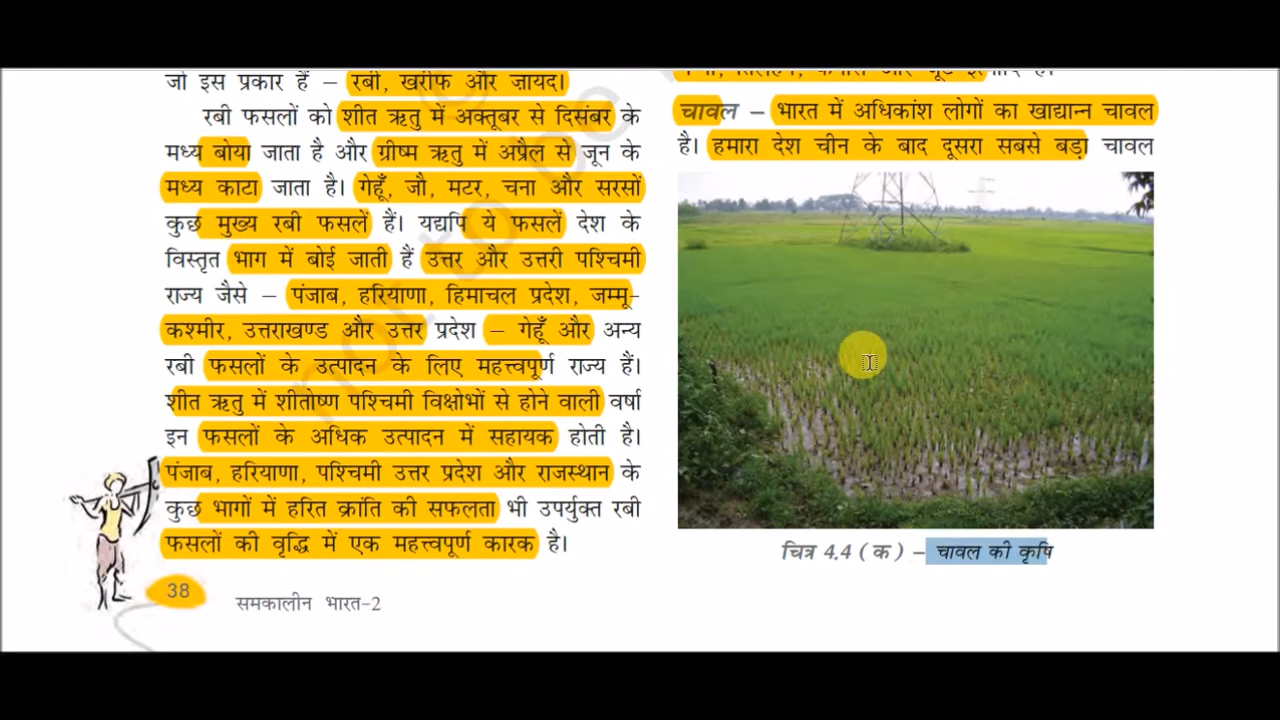 जो इस प्रकार हैं – रबी, खरीफ और ज़ायद।
रबी फसलों को शीत ऋतु में अक्तूबर से दिसंबर के
मध्य बोया जाता है और ग्रीष्म ऋतु में अप्रैल से जून के
मध्य काटा जाता है। गेहूँ, जौ, मटर, चना और सरसों
कुछ मुख्य रबी फसलें हैं। यद्यपि ये फसलें देश के
विस्तृत भाग में बोई जाती हैं उत्तर और उत्तरी पश्चिमी
राज्य जैसे – पंजाब, हरियाणा, हिमाचल प्रदेश, जम्मू-
कश्मीर, उत्तराखण्ड और उत्तर प्रदेश – गेहूँ और अन्य
रबी फसलों के उत्पादन के लिए महत्त्वपूर्ण राज्य हैं।
शीत ऋतु में शीतोष्ण पश्चिमी विक्षोभों से होने वाली वर्षा
इन फसलों के अधिक उत्पादन में सहायक होती है।
पंजाब, हरियाणा, पश्चिमी उत्तर प्रदेश और राजस्थान के
कुछ भागों में हरित क्रांति की सफलता भी उपर्युक्त रबी
फसलों की वृद्धि में एक महत्त्वपूर्ण कारक है।
38
समकालीन भारत-2
चावल – भारत में अधिकांश लोगों का खाद्यान्न चावल
है। हमारा देश चीन के बाद दूसरा सबसे बड़ा चावल
चित्र 4.4 (क) – चावल की कृषि
not to be